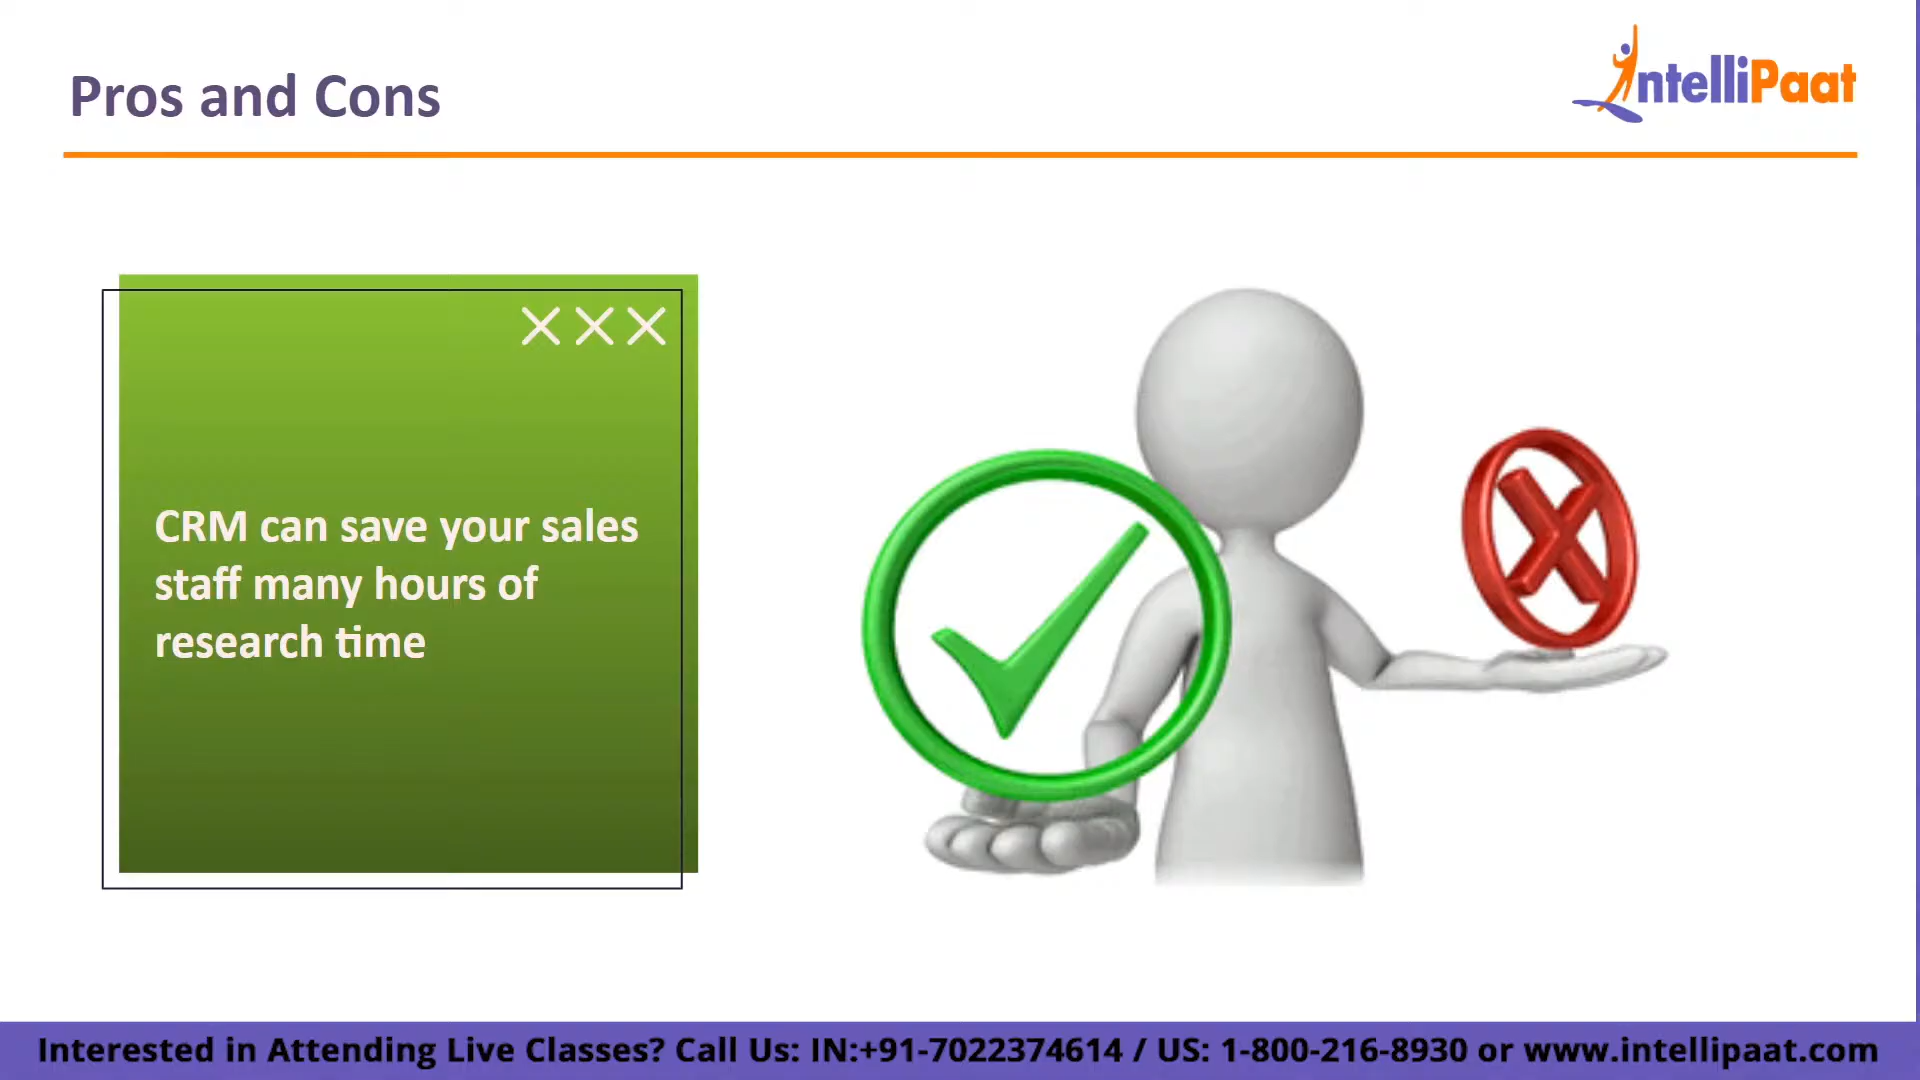 Pros and Cons
IntelliPaat
CRM can save your sales
staff many hours of
research time
Interested in Attending Live Classes? Call Us: IN:+91-7022374614 / US: 1-800-216-8930 or www.intellipaat.com